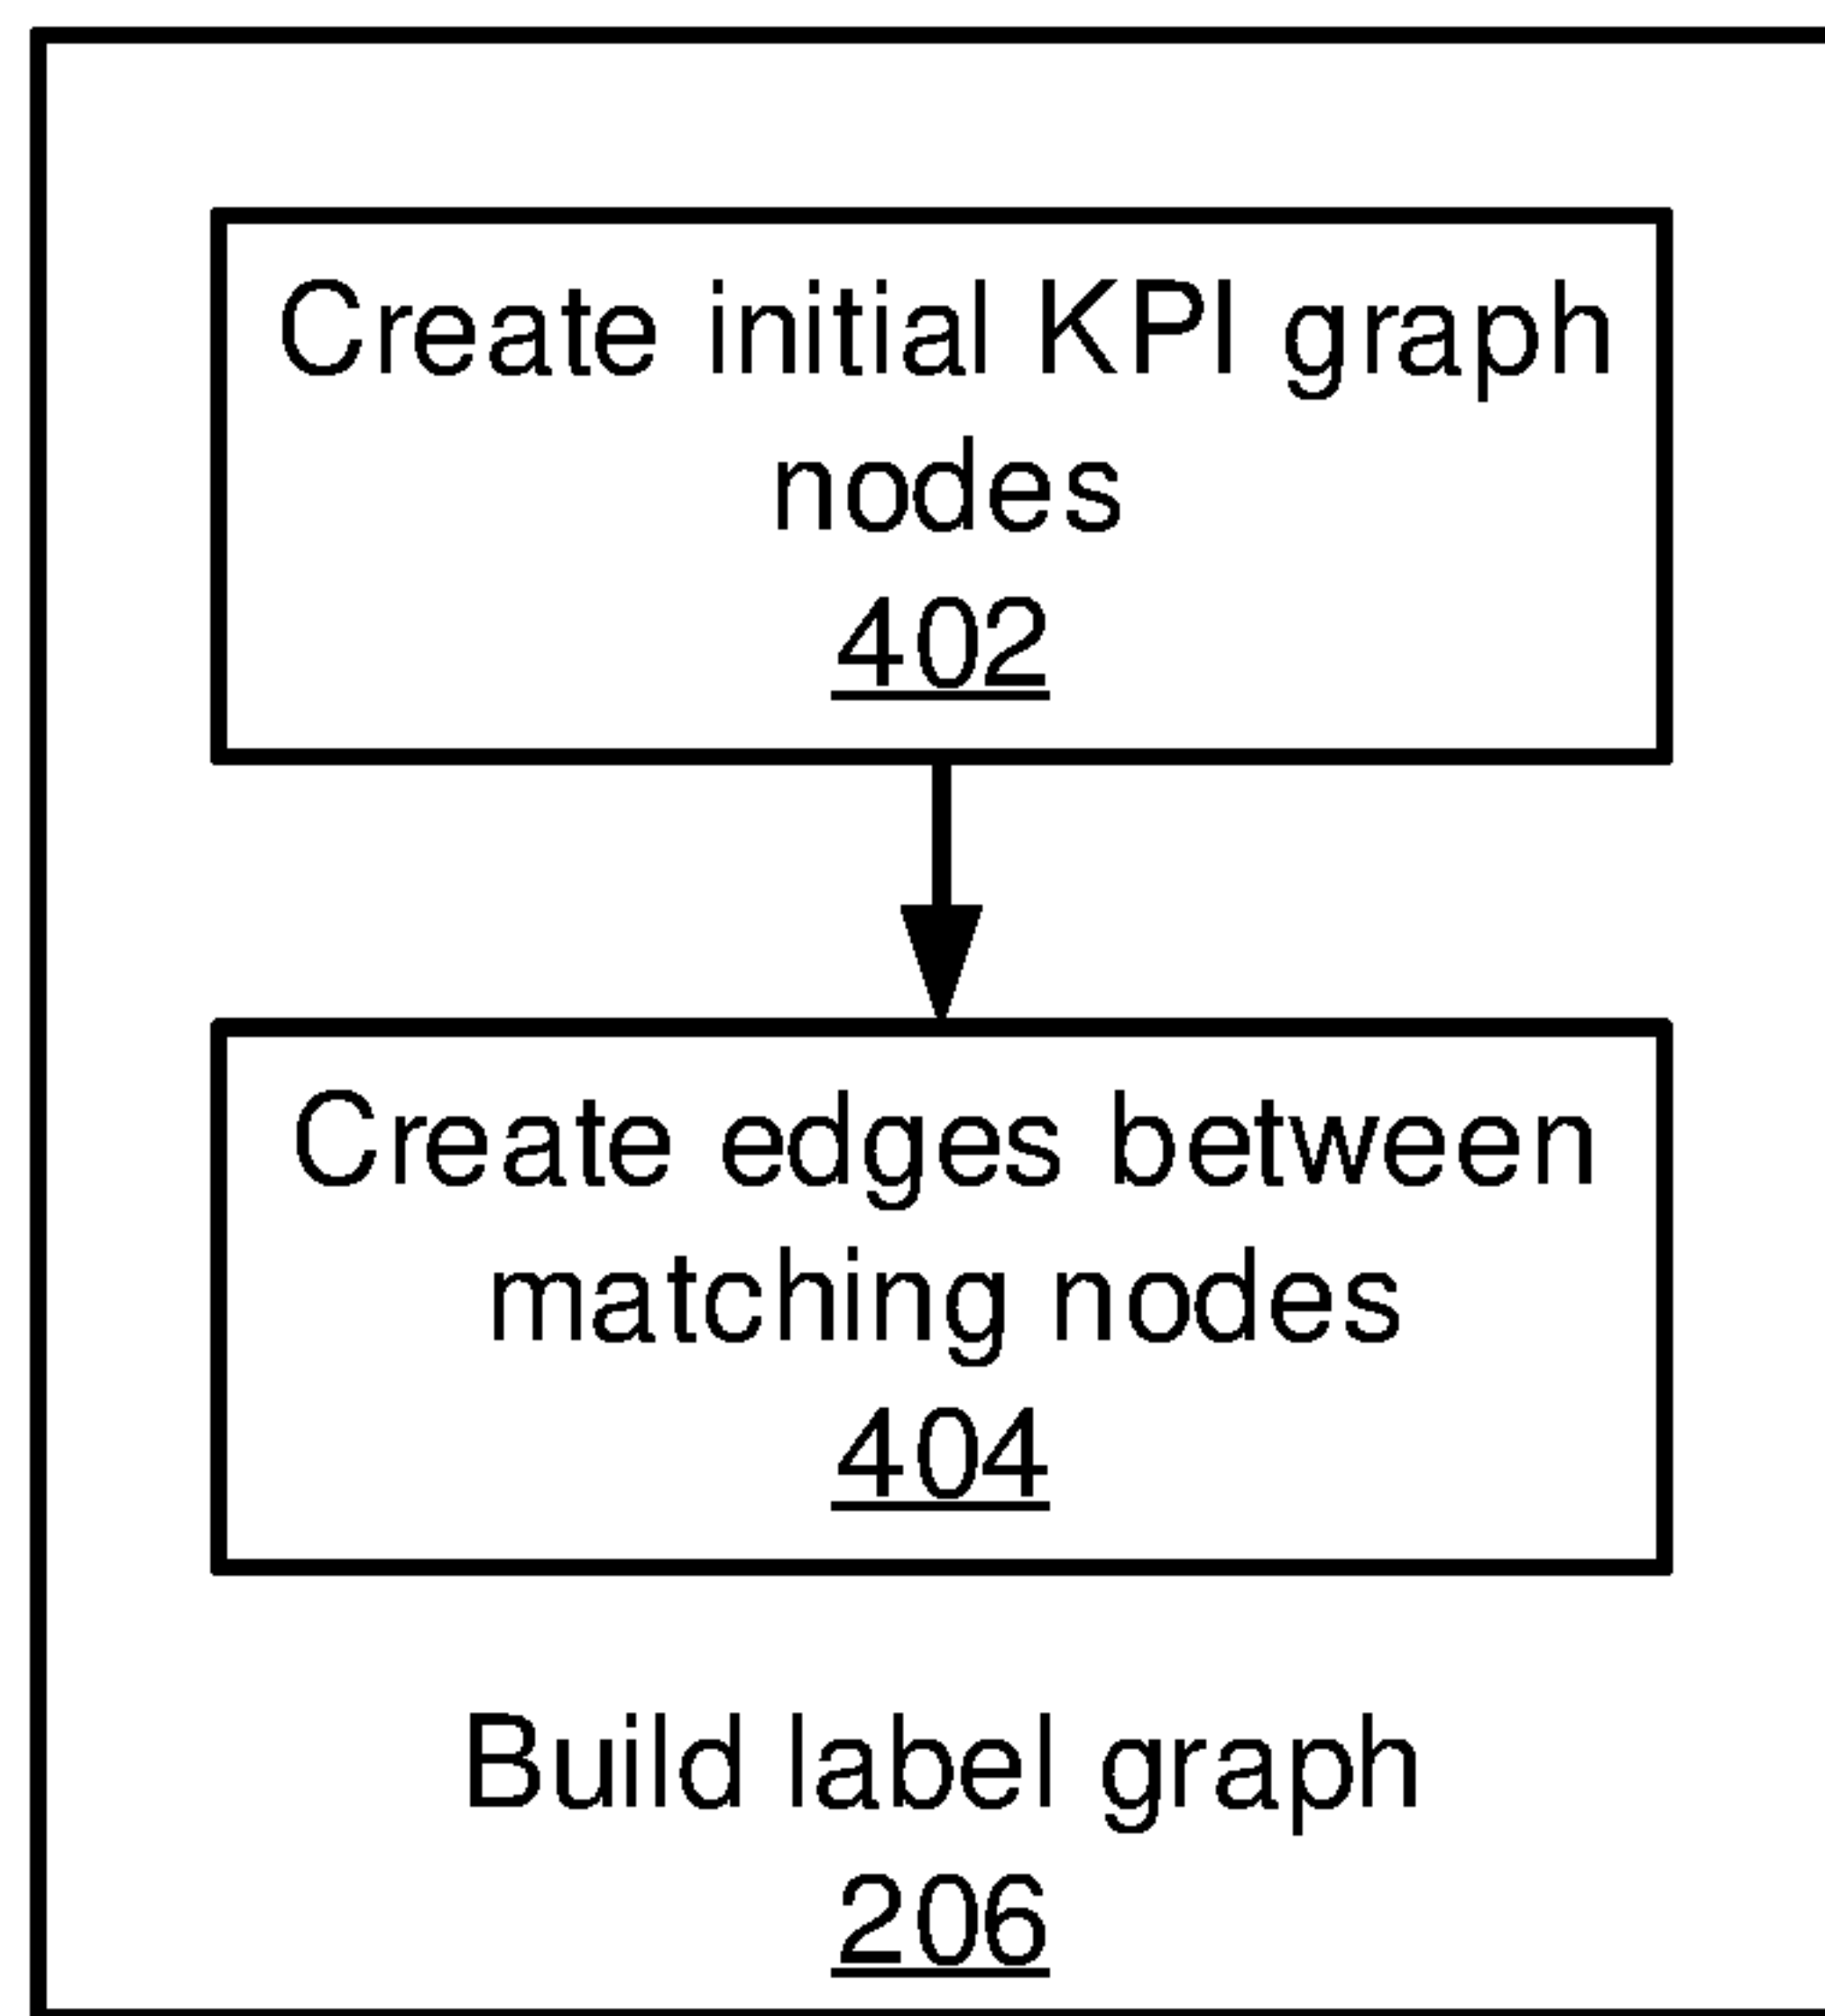 Create initial KPI graph
nodes
402
Create edges between
matching nodes
404
Build label graph
206